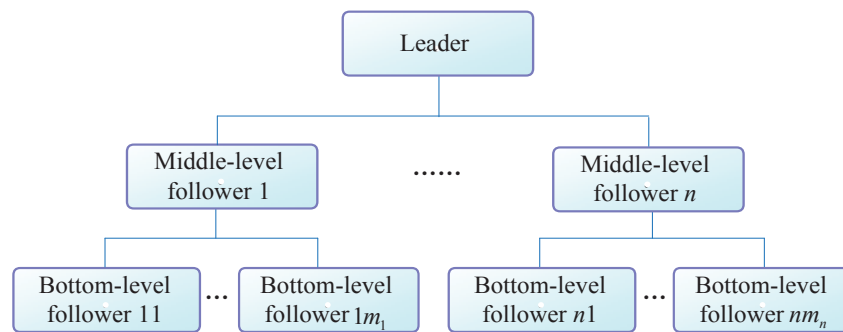 Leader
Middle-level
follower 1
......
Middle-level
follower n
Bottom-level
follower 11
...
Bottom-level
follower 1m₁
Bottom-level
follower n1
...
Bottom-level
follower nmₙ